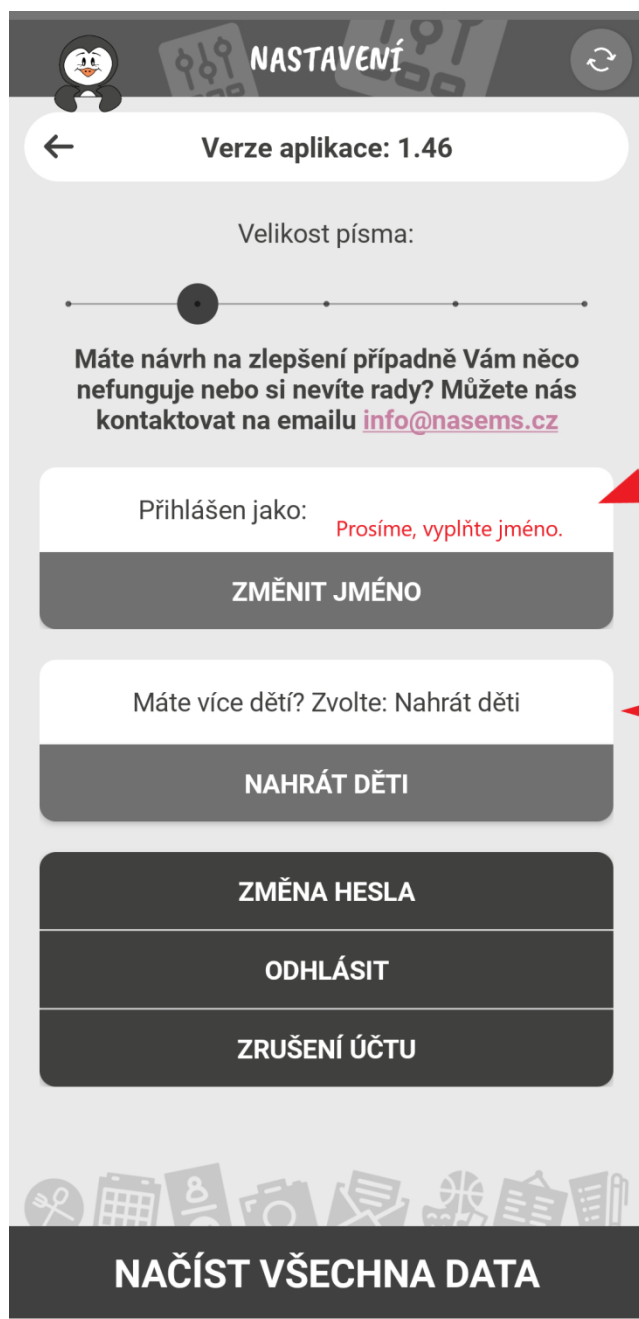 NASTAVENÍ
Verze aplikace: 1.46
Velikost písma:
Máte návrh na zlepšení případně Vám něco
nefunguje nebo si nevíte rady? Můžete nás
kontaktovat na emailu info@nasems.cz
Přihlášen jako:
Prosíme, vyplňte jméno.
ZMĚNIT JMÉNO
Máte více dětí? Zvolte: Nahrát děti
NAHRÁT DĚTI
ZMĚNA HESLA
ODHLÁSIT
ZRUŠENÍ ÚČTU
NAČÍST VŠECHNA DATA